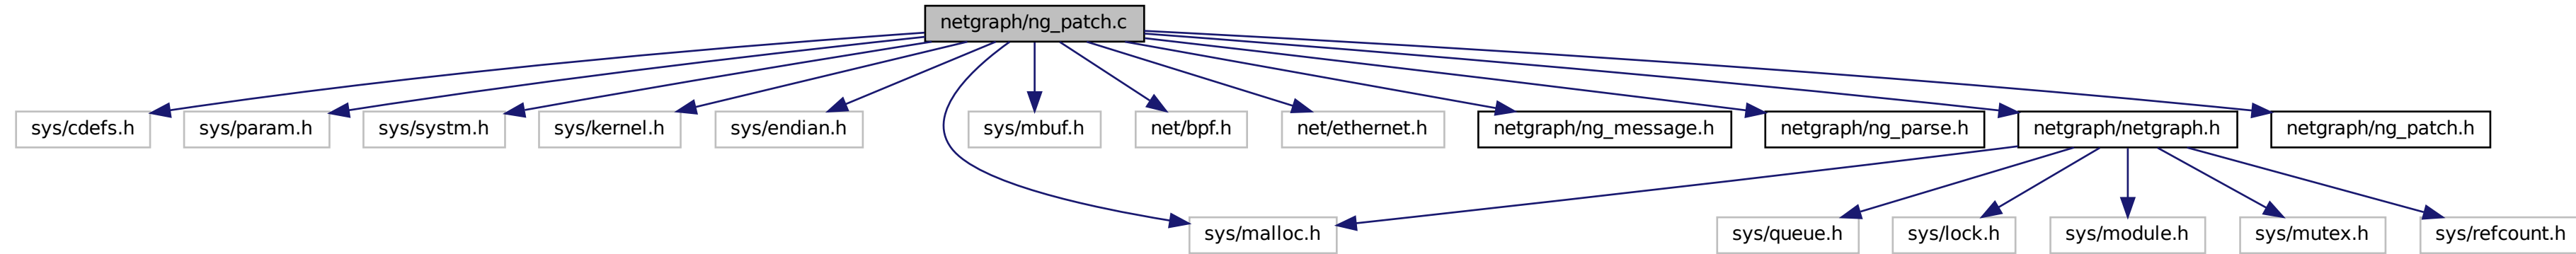 netgraph/ng_patch.c
sys/cdefs.h
sys/param.h
sys/systm.h
sys/kernel.h
sys/endian.h
sys/mbuf.h
net/bpf.h
net/ethernet.h
netgraph/ng_message.h
netgraph/ng_parse.h
netgraph/netgraph.h
netgraph/ng_patch.h
sys/malloc.h
sys/queue.h
sys/lock.h
sys/module.h
sys/mutex.h
sys/refcount.h